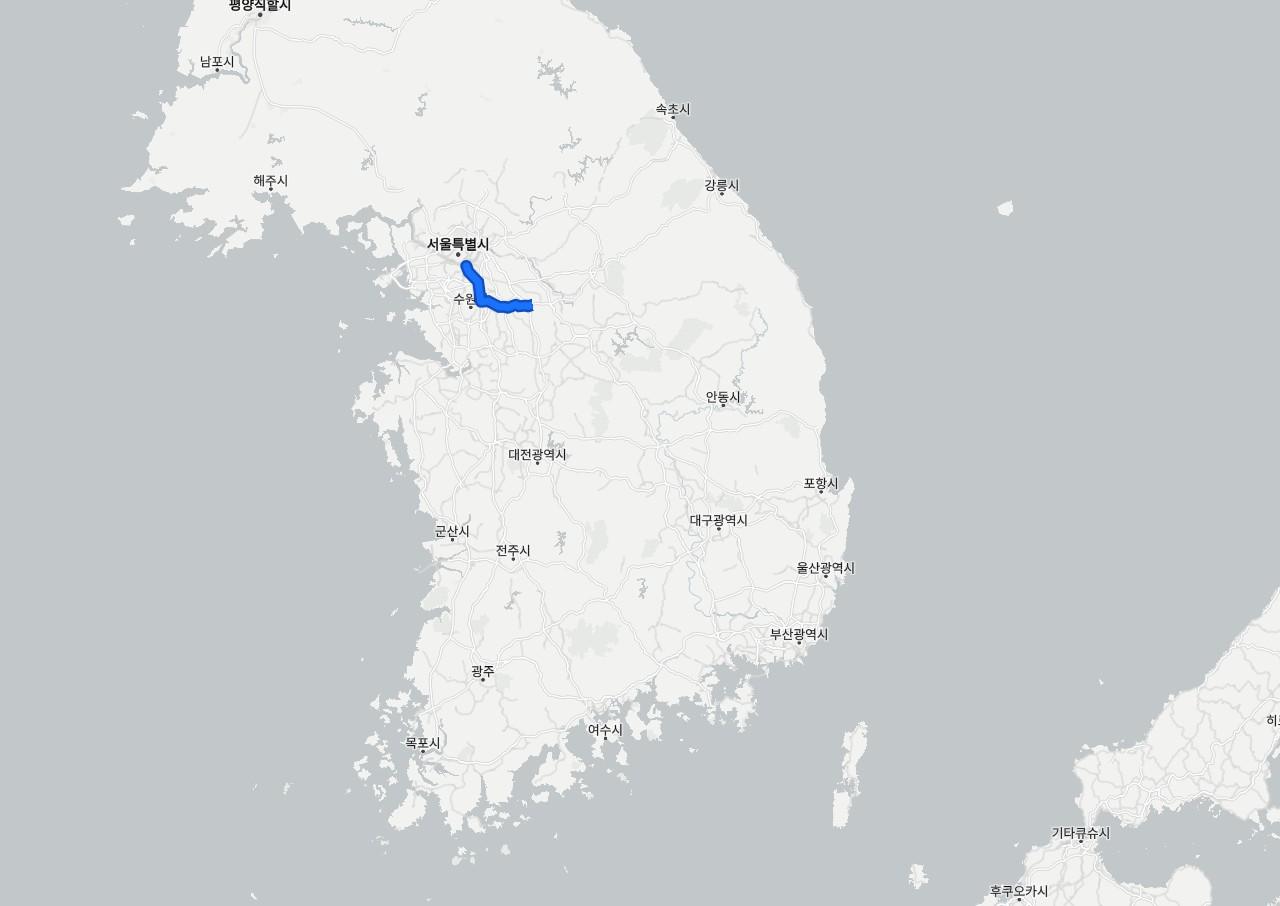 평양직할시
남포시
속초시
해주시
강릉시
서울특별시
수원
안동시
대전광역시
포항시
대구광역시
군산시
전주시
울산광역시
부산광역시
광주
히
여수시
목포시
기타큐슈시
후쿠오카시